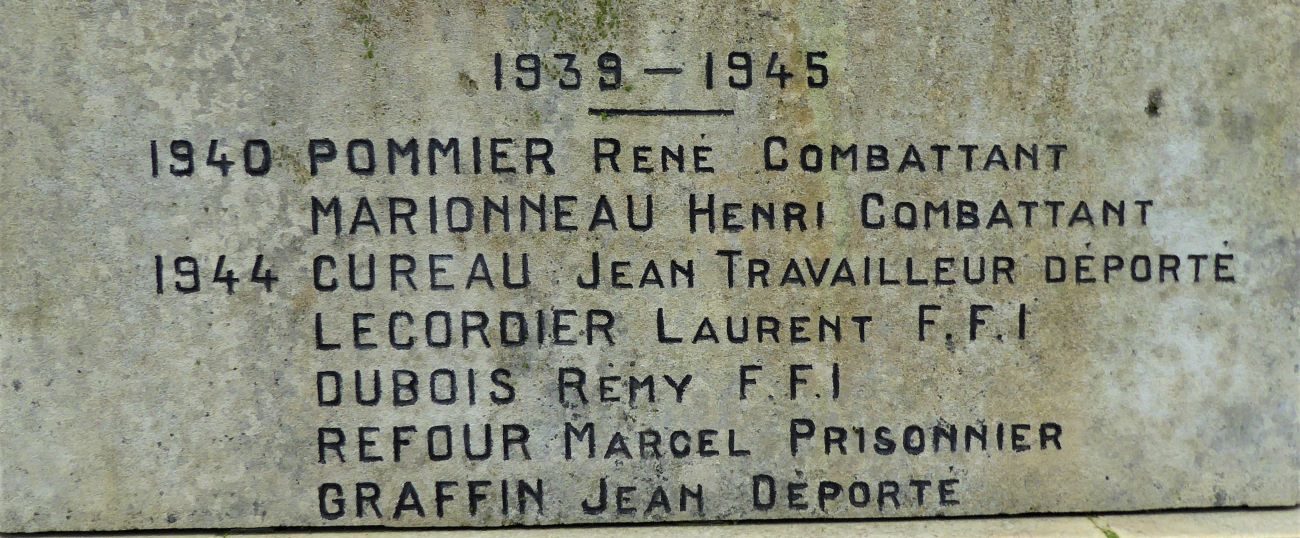 1939 – 1945
1940 POMMIER RENÉ COMBATTANT
MARIONNEAU HENRI COMBATTANT
1944 CUREAU JEAN TRAVAILLEUR DÉPORTÉ
LECORDIER LAURENT F.F.I
DUBOIS RÉMY F.F.I
REFOUR MARCEL PRISONNIER
GRAFFIN JEAN DÉPORTÉ